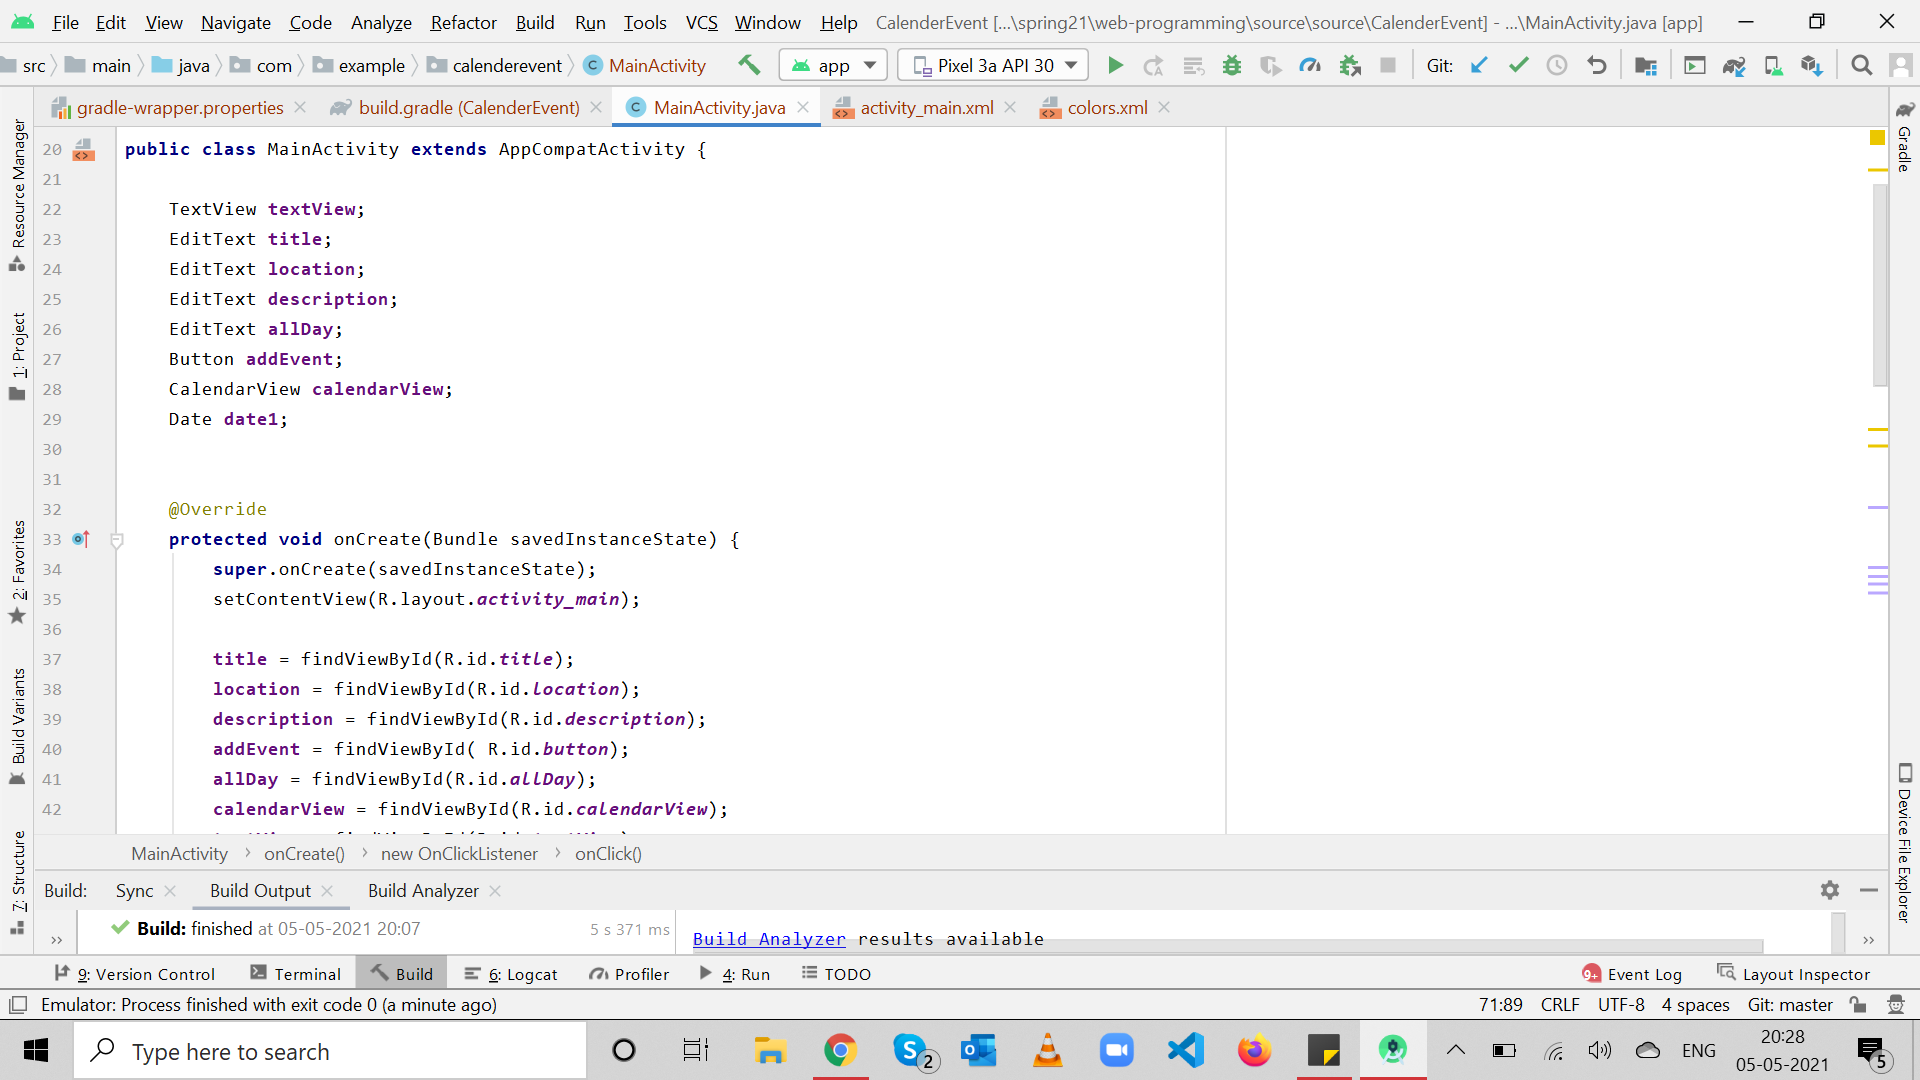 File Edit View Navigate Code Analyze Refactor Build Run Tools VCS Window Help CalenderEvent [...\spring21\web-programming\source\source\CalenderEvent] - ...\MainActivity.java [app]
src main java com example calenderevent MainActivity app Pixel 3a API 30 Git:
gradle-wrapper.properties build.gradle (CalenderEvent) MainActivity.java activity_main.xml colors.xml
Resource Manager
1: Project
2: Favorites
Build Variants
7: Structure
Gradle
Device File Explorer
20 public class MainActivity extends AppCompatActivity {
21
22 TextView textView;
23 EditText title;
24 EditText location;
25 EditText description;
26 EditText allDay;
27 Button addEvent;
28 CalendarView calendarView;
29 Date date1;
30
31
32 @Override
33 protected void onCreate(Bundle savedInstanceState) {
34 super.onCreate(savedInstanceState);
35 setContentView(R.layout.activity_main);
36
37 title = findViewById(R.id.title);
38 location = findViewById(R.id.location);
39 description = findViewById(R.id.description);
40 addEvent = findViewById( R.id.button);
41 allDay = findViewById(R.id.allDay);
42 calendarView = findViewById(R.id.calendarView);
MainActivity onCreate() new OnClickListener onClick()
Build: Sync Build Output Build Analyzer
Build: finished at 05-05-2021 20:07 5 s 371 ms
Build Analyzer results available
9: Version Control Terminal Build 6: Logcat Profiler 4: Run TODO 9+ Event Log Layout Inspector
Emulator: Process finished with exit code 0 (a minute ago) 71:89 CRLF UTF-8 4 spaces Git: master
Type here to search 2 ENG 20:28
05-05-2021 5